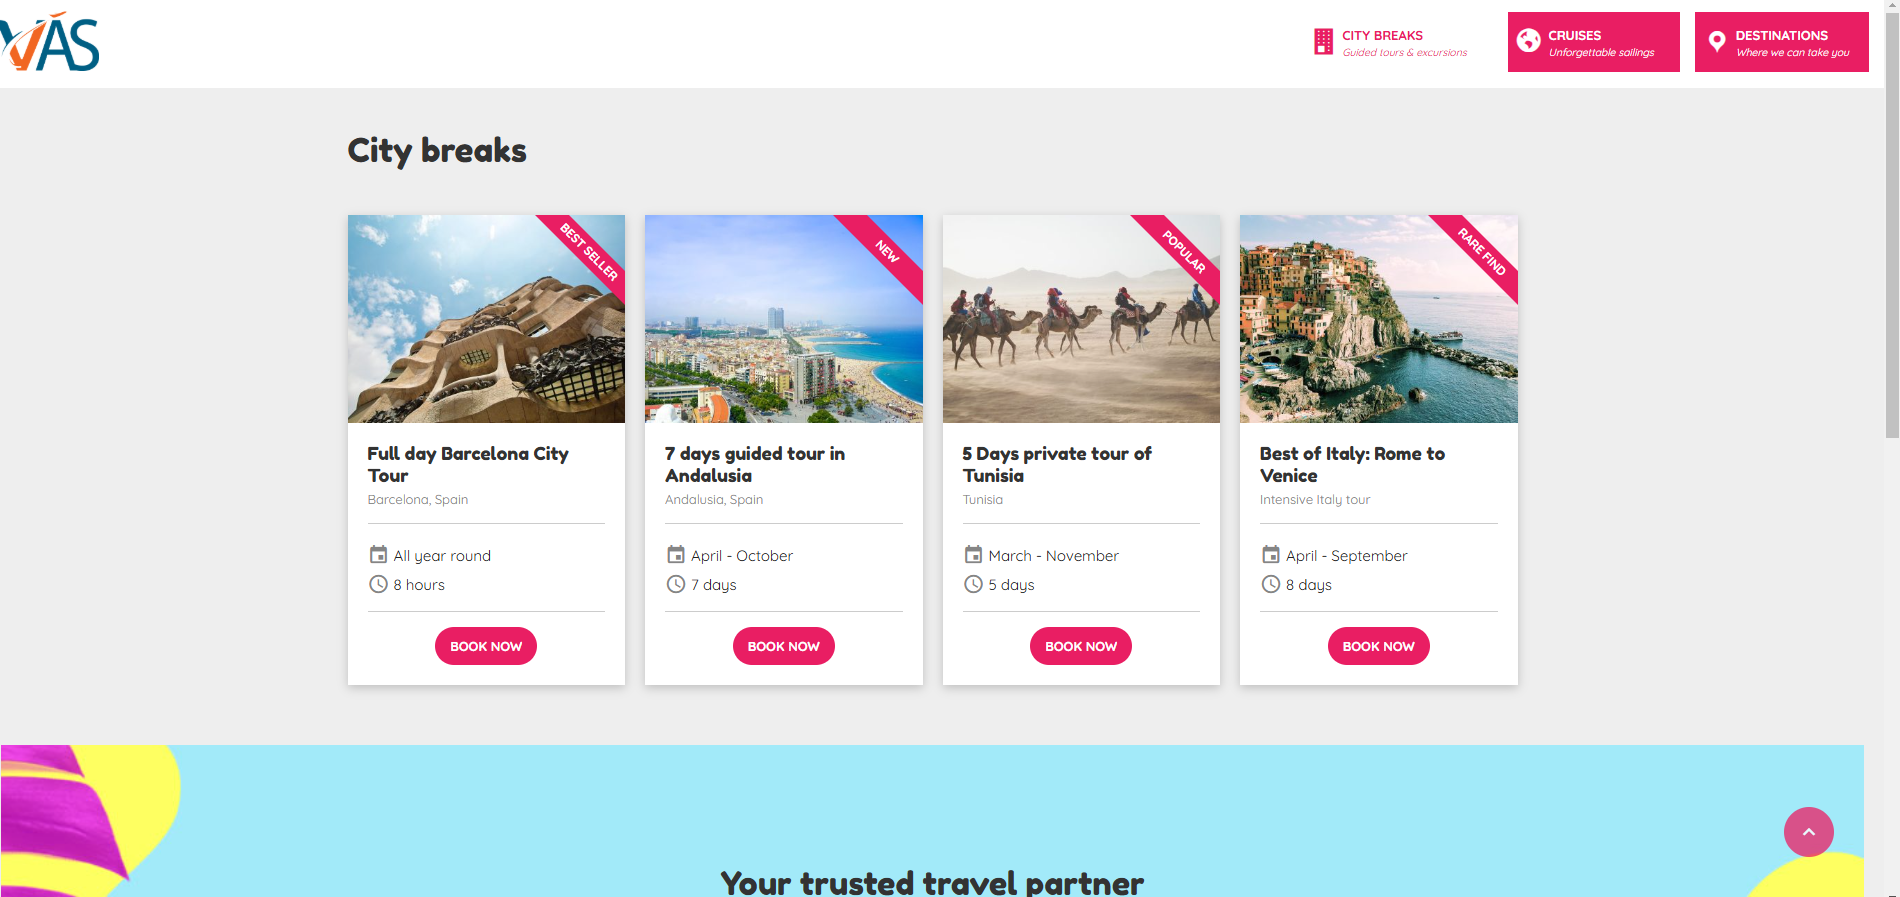 VAS
CITY BREAKS
Guided tours & excursions
CRUISES
Unforgettable sailings
DESTINATIONS
Where we can take you
City breaks
BEST SELLER
NEW
POPULAR
RARE FIND
Full day Barcelona City
Tour
Barcelona, Spain
All year round
8 hours
BOOK NOW
7 days guided tour in
Andalusia
Andalusia, Spain
April - October
7 days
BOOK NOW
5 Days private tour of
Tunisia
Tunisia
March - November
5 days
BOOK NOW
Best of Italy: Rome to
Venice
Intensive Italy tour
April - September
8 days
BOOK NOW
Your trusted travel partner